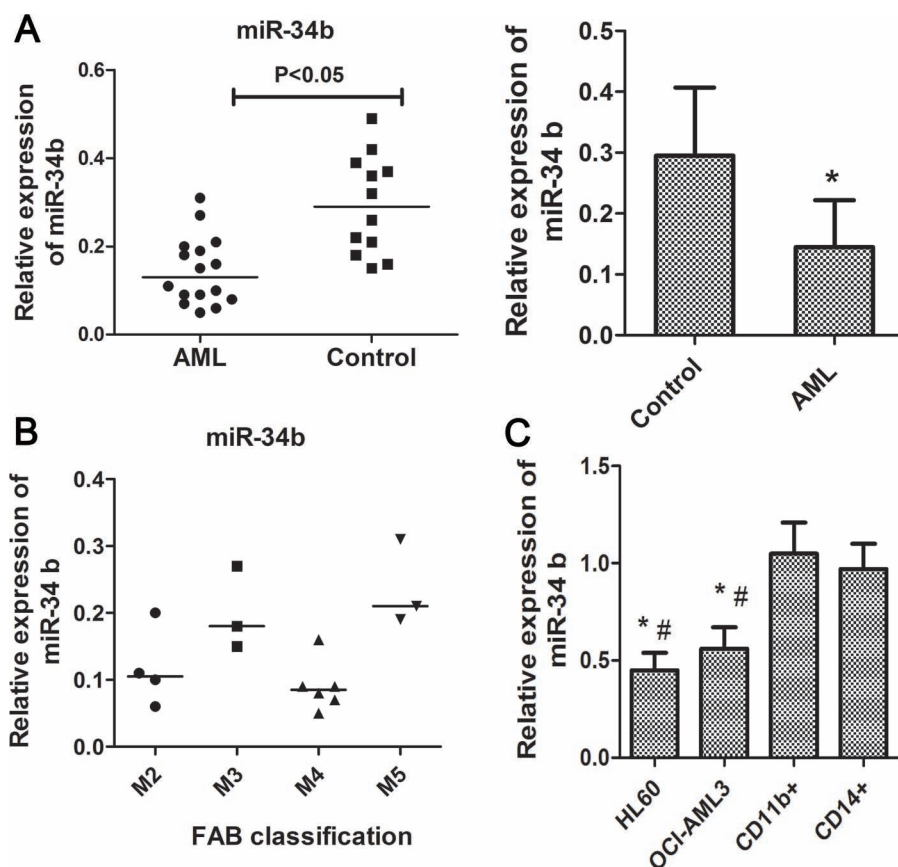 A
miR-34b
P<0.05
Relative expression
of miR-34b
0.6
0.4
0.2
0.0
AML
Control
Relative expression of
miR-34 b
0.5
0.4
0.3
0.2
0.1
0.0
*
Control
AML
B
miR-34b
Relative expression of
miR-34 b
0.4
0.3
0.2
0.1
0.0
M2
M3
M4
M5
FAB classification
C
Relative expression of
miR-34 b
1.5
1.0
0.5
0.0
* #
* #
HL60
OCI-AML3
CD11b+
CD14+